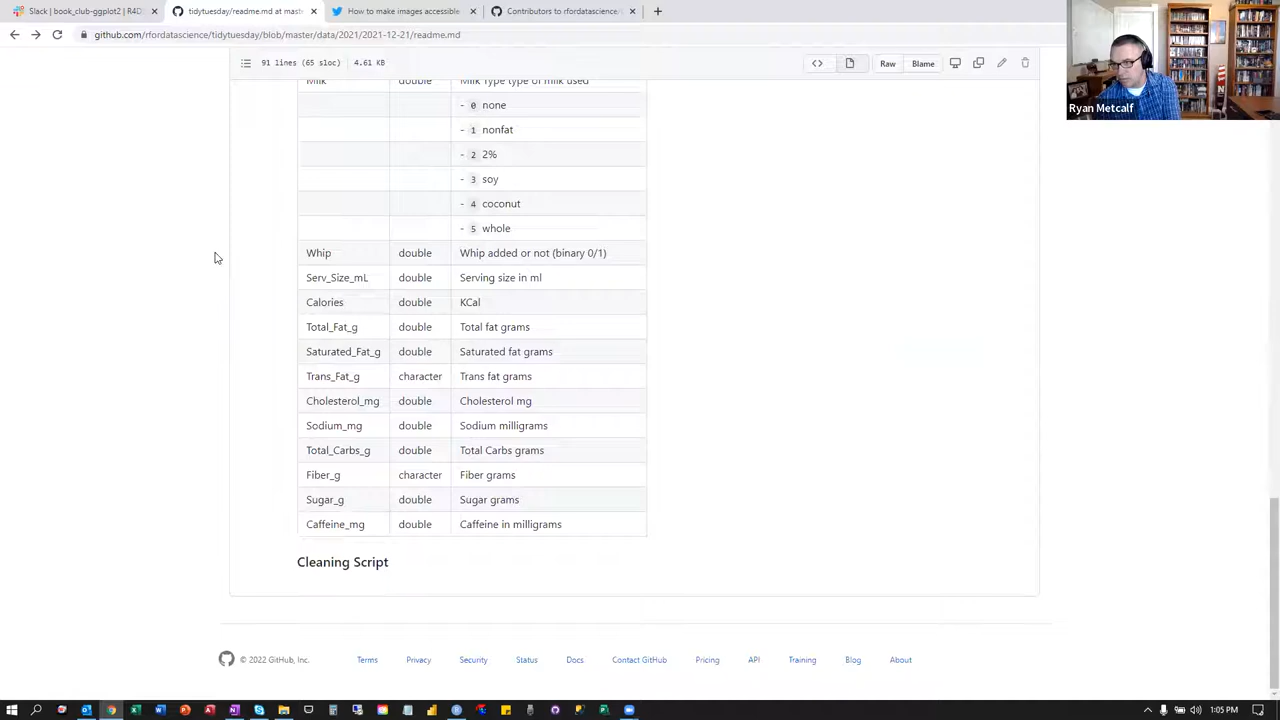 Slack | book_club-ggplot2 | R4D
tidytuesday/readme.md at mast
How to make images accessible
Contributors to rfordatascience/
github.com/rfordatascience/tidytuesday/blob/master/data/2021/2021-12-21/readme.md
91 lines (65 sloc) 4.61 KB
Raw Blame
Ryan Metcalf
Milk double Milk type type of milk used
- 0 none
- 1 nonfat
- 2 2%
- 3 soy
- 4 coconut
- 5 whole
Whip double Whip added or not (binary 0/1)
Serv_Size_mL double Serving size in ml
Calories double KCal
Total_Fat_g double Total fat grams
Saturated_Fat_g double Saturated fat grams
Trans_Fat_g character Trans fat grams
Cholesterol_mg double Cholesterol mg
Sodium_mg double Sodium milligrams
Total_Carbs_g double Total Carbs grams
Fiber_g character Fiber grams
Sugar_g double Sugar grams
Caffeine_mg double Caffeine in milligrams
Cleaning Script
© 2022 GitHub, Inc. Terms Privacy Security Status Docs Contact GitHub Pricing API Training Blog About
1:05 PM